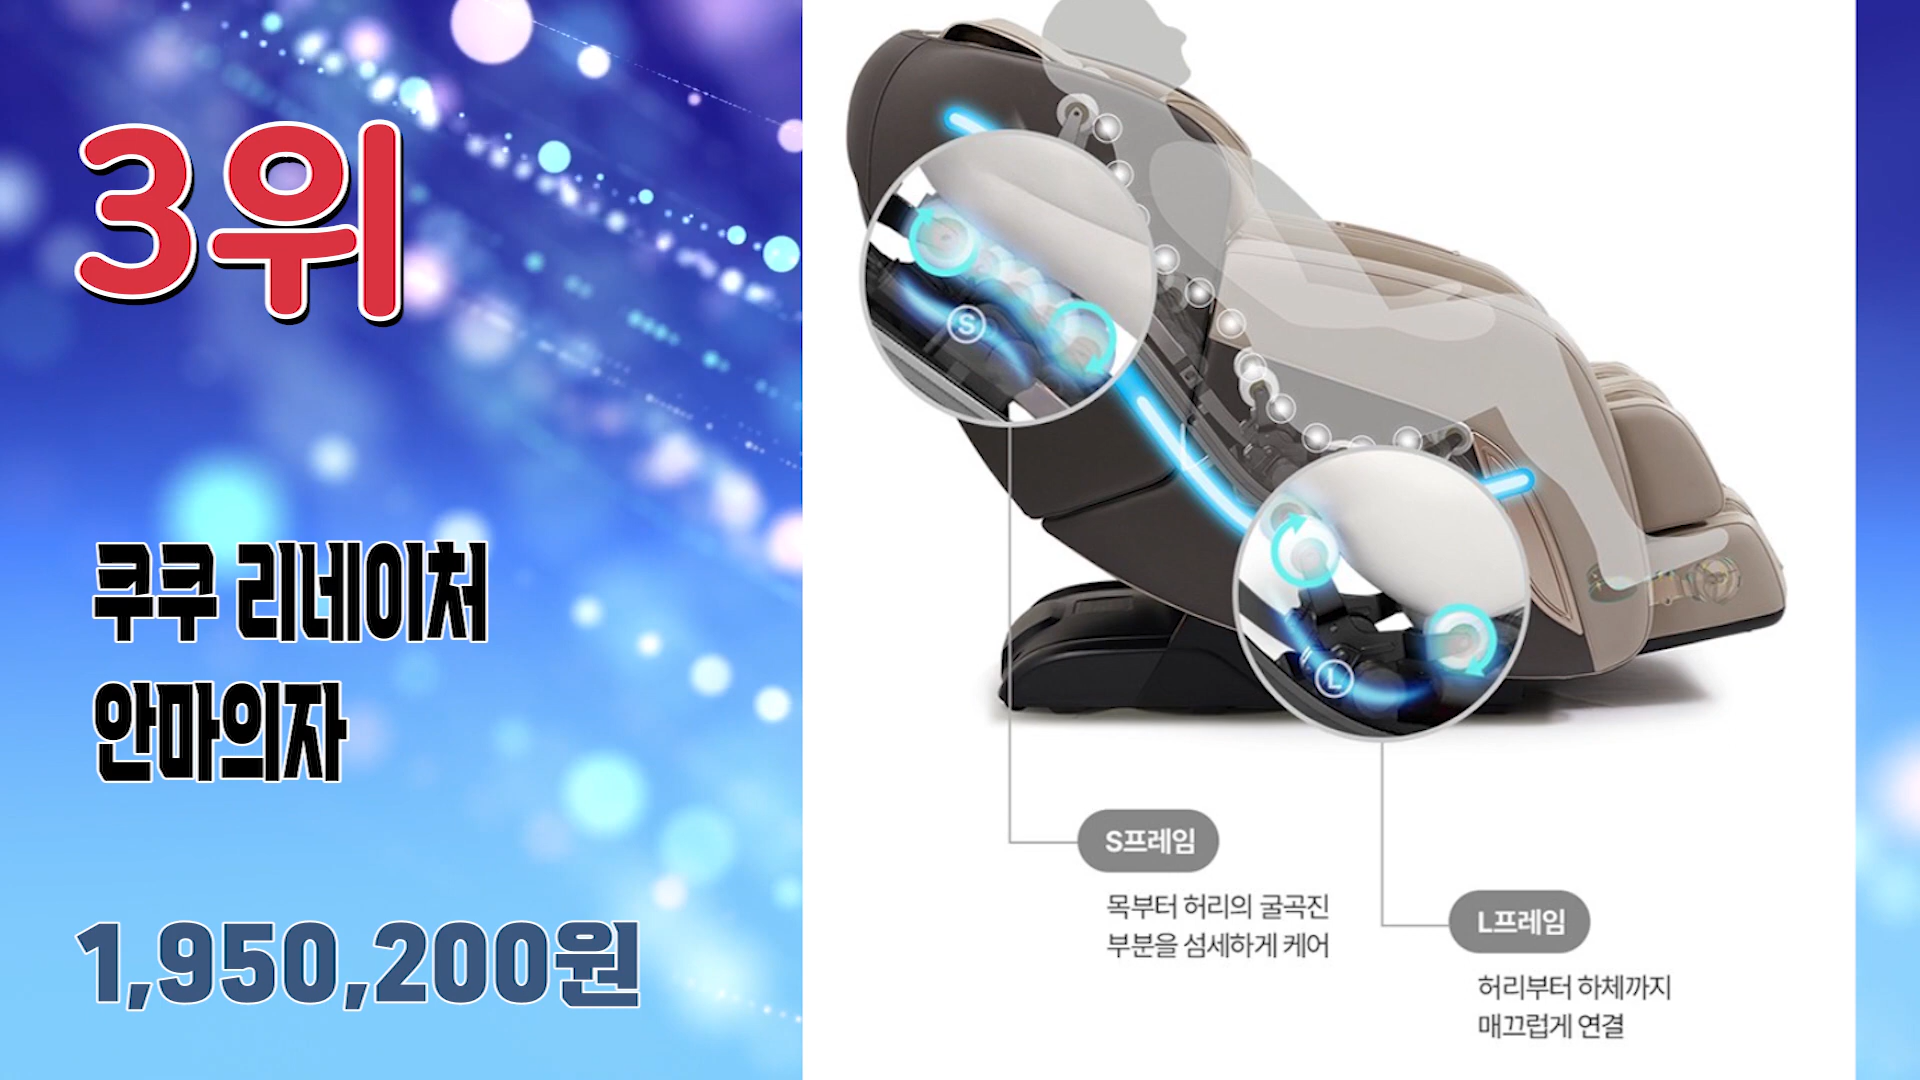 3위
쿠쿠 리네이처
안마의자
1,950,200원
S
L
S프레임
목부터 허리의 굴곡진
부분을 섬세하게 케어
L프레임
허리부터 하체까지
매끄럽게 연결